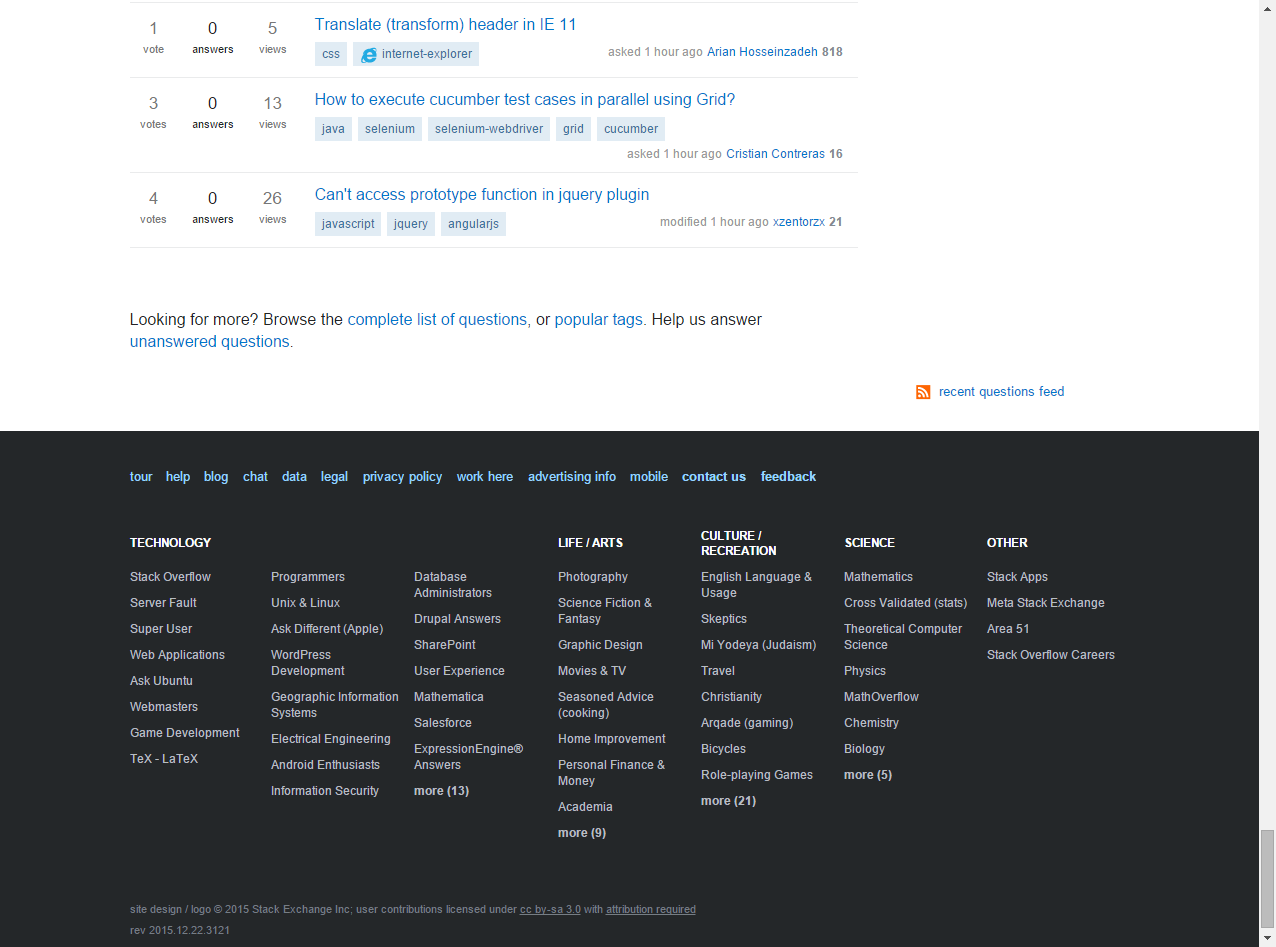 1 0 5 Translate (transform) header in IE 11
vote answers views css internet-explorer asked 1 hour ago Arian Hosseinzadeh 818
3 0 13 How to execute cucumber test cases in parallel using Grid?
votes answers views java selenium selenium-webdriver grid cucumber
asked 1 hour ago Cristian Contreras 16
4 0 26 Can't access prototype function in jquery plugin
votes answers views javascript jquery angularjs modified 1 hour ago xzentorzx 21
Looking for more? Browse the complete list of questions, or popular tags. Help us answer
unanswered questions.
recent questions feed
tour help blog chat data legal privacy policy work here advertising info mobile contact us feedback
TECHNOLOGY
Stack Overflow
Server Fault
Super User
Web Applications
Ask Ubuntu
Webmasters
Game Development
TeX - LaTeX
Programmers
Unix & Linux
Ask Different (Apple)
WordPress
Development
Geographic Information
Systems
Electrical Engineering
Android Enthusiasts
Information Security
Database
Administrators
Drupal Answers
SharePoint
User Experience
Mathematica
Salesforce
ExpressionEngine®
Answers
more (13)
LIFE / ARTS
Photography
Science Fiction &
Fantasy
Graphic Design
Movies & TV
Seasoned Advice
(cooking)
Home Improvement
Personal Finance &
Money
Academia
more (9)
CULTURE /
RECREATION
English Language &
Usage
Skeptics
Mi Yodeya (Judaism)
Travel
Christianity
Arqade (gaming)
Bicycles
Role-playing Games
more (21)
SCIENCE
Mathematics
Cross Validated (stats)
Theoretical Computer
Science
Physics
MathOverflow
Chemistry
Biology
more (5)
OTHER
Stack Apps
Meta Stack Exchange
Area 51
Stack Overflow Careers
site design / logo © 2015 Stack Exchange Inc; user contributions licensed under cc by-sa 3.0 with attribution required
rev 2015.12.22.3121